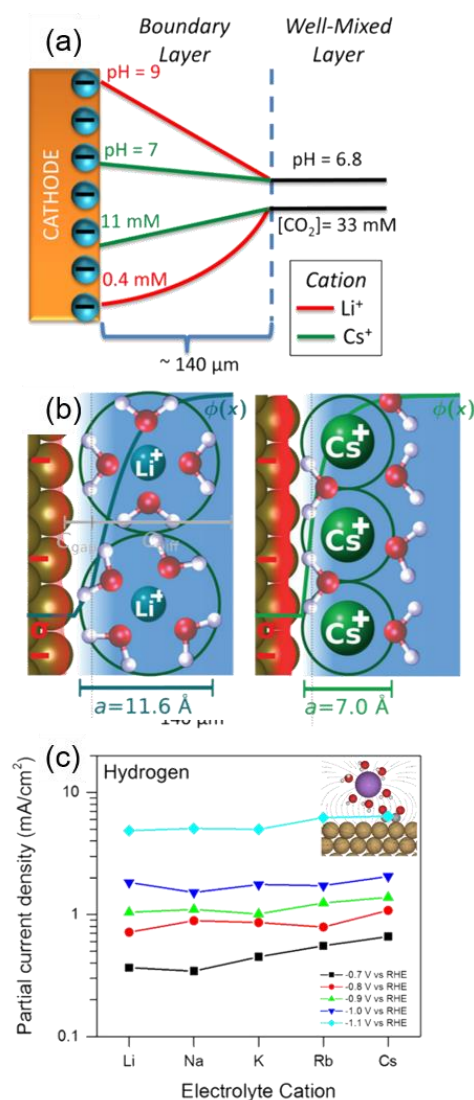 (a)
Boundary
Layer
Well-Mixed
Layer
pH = 9
pH = 7
pH = 6.8
CATHODE
11 mM
[CO₂]= 33 mM
0.4 mM
Cation
Li⁺
Cs⁺
~ 140 µm
(b)
ϕ(x)
ϕ(x)
Li⁺
Cs⁺
Cs⁺
Li⁺
Cs⁺
C_gap
a=11.6 Å
a=7.0 Å
(c)
Hydrogen
Partial current density (mA/cm²)
10
1
0.1
-0.7 V vs RHE
-0.8 V vs RHE
-0.9 V vs RHE
-1.0 V vs RHE
-1.1 V vs RHE
Li
Na
K
Rb
Cs
Electrolyte Cation